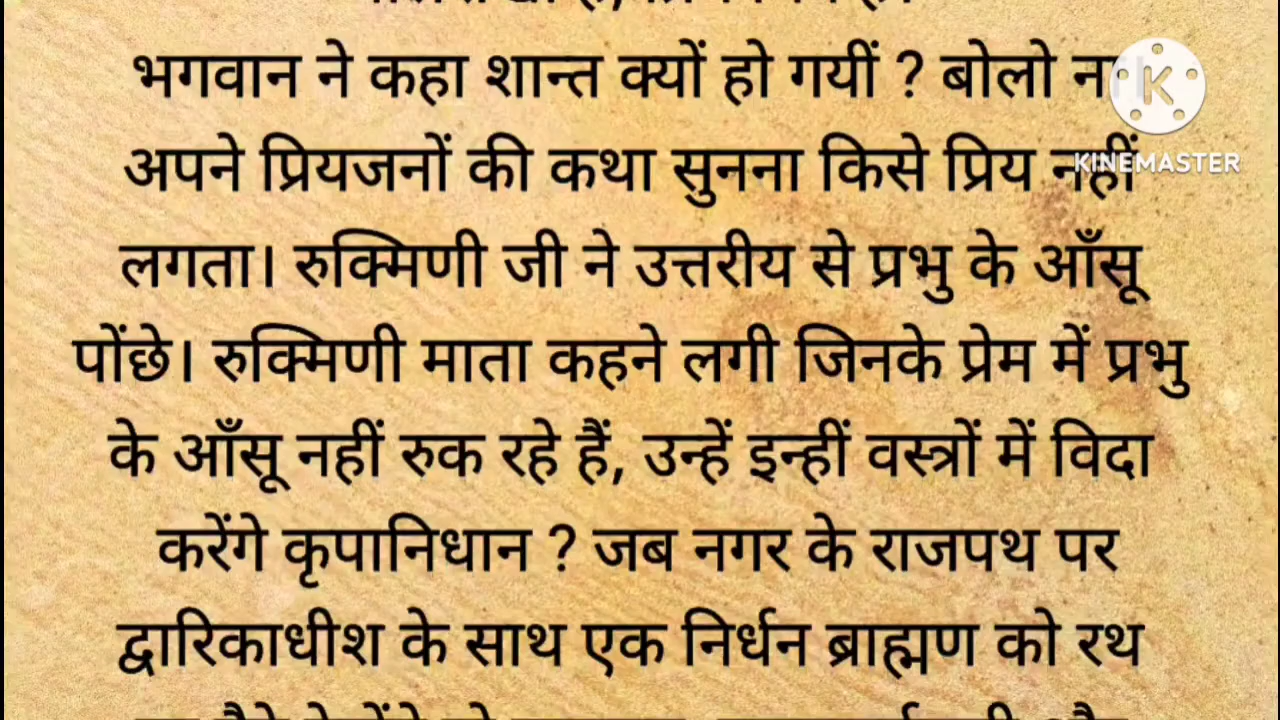 भगवान ने कहा शान्त क्यों हो गयीं ? बोलो ना
अपने प्रियजनों की कथा सुनना किसे प्रिय नहीं
लगता। रुक्मिणी जी ने उत्तरीय से प्रभु के आँसू
पोंछे। रुक्मिणी माता कहने लगी जिनके प्रेम में प्रभु
के आँसू नहीं रुक रहे हैं, उन्हें इन्हीं वस्त्रों में विदा
करेंगे कृपानिधान ? जब नगर के राजपथ पर
द्वारिकाधीश के साथ एक निर्धन ब्राह्मण को रथ
K
KINEMASTER